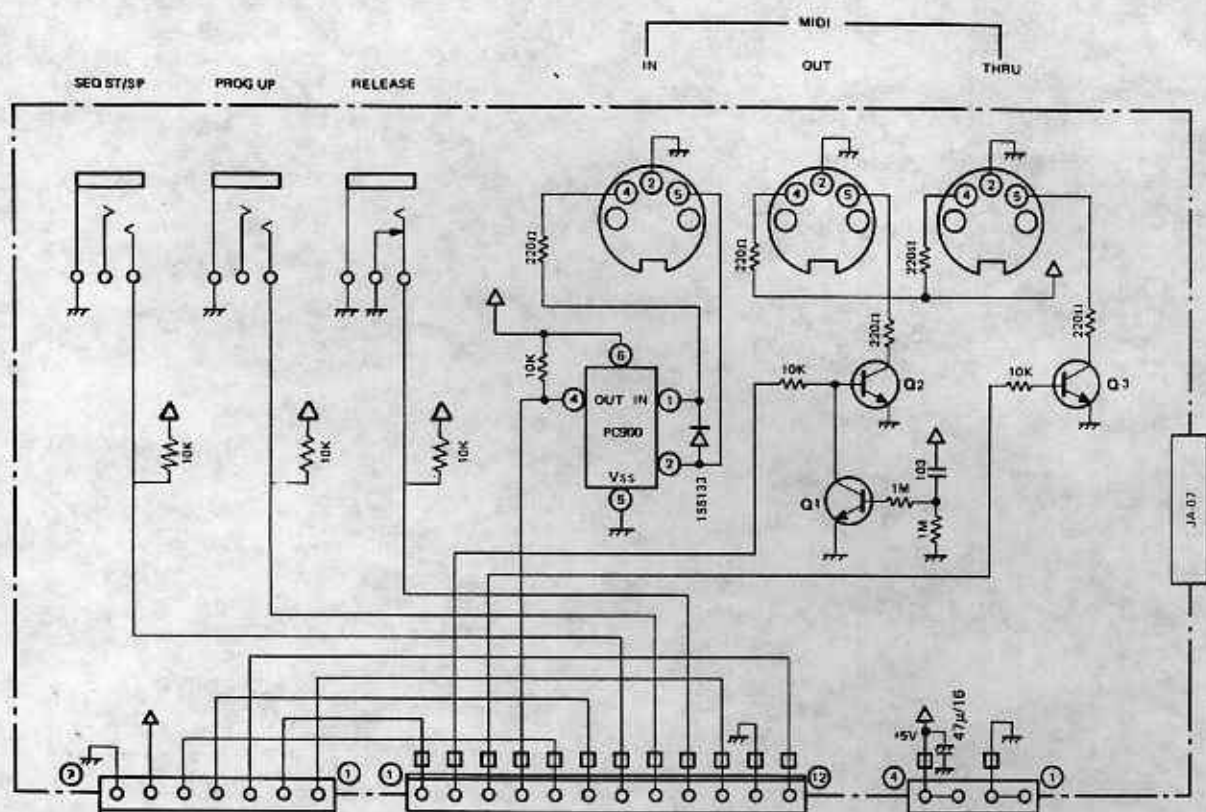 MIDI
IN OUT THRU
SEQ ST/SP PROG UP RELEASE
4 2 5
4 2 5
4 2 5
220Ω
220Ω
220Ω
220Ω
220Ω
10K
6
4 OUT IN 1
PC900
2
VSS
5
1SS133
10K
Q2
10K
Q3
10K
10K
10K
103
Q1
1M
1M
JA-07
+5V
47μ/16
2 1
1 12
4 1